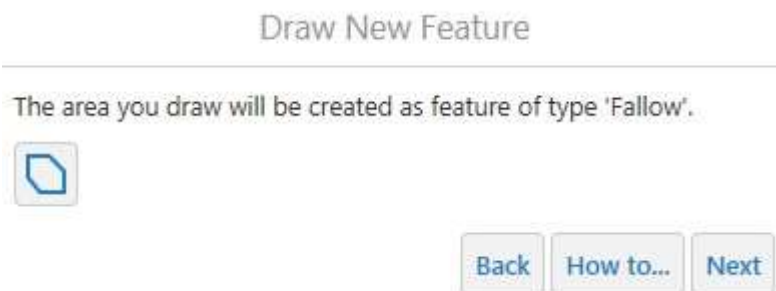 Draw New Feature
The area you draw will be created as feature of type 'Fallow'.
Back How to... Next